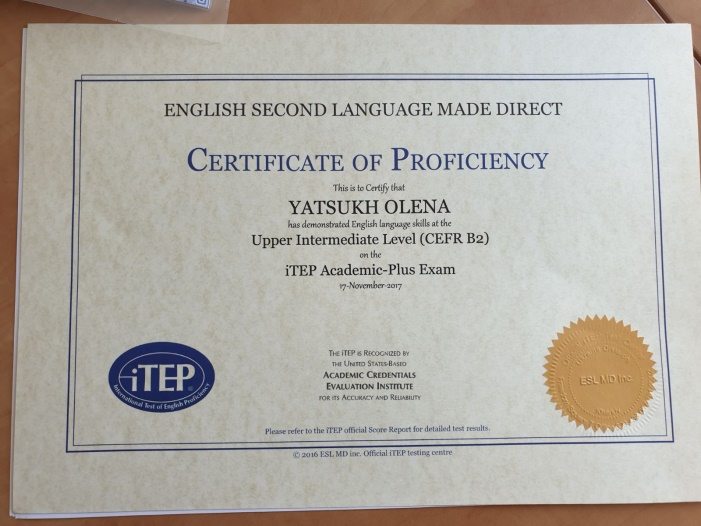 ENGLISH SECOND LANGUAGE MADE DIRECT
CERTIFICATE OF PROFICIENCY
This is to Certify that
YATSUKH OLENA
has demonstrated English language skills at the
Upper Intermediate Level (CEFR B2)
on the
iTEP Academic-Plus Exam
17-November-2017
iTEP®
International Test of English Proficiency
THE iTEP IS RECOGNIZED BY
THE UNITED STATES-BASED
ACADEMIC CREDENTIALS
EVALUATION INSTITUTE
FOR ITS ACCURACY AND RELIABILITY
ESL MD Inc.
Please refer to the iTEP official Score Report for detailed test results.
© 2016 ESL MD inc. Official iTEP testing centre